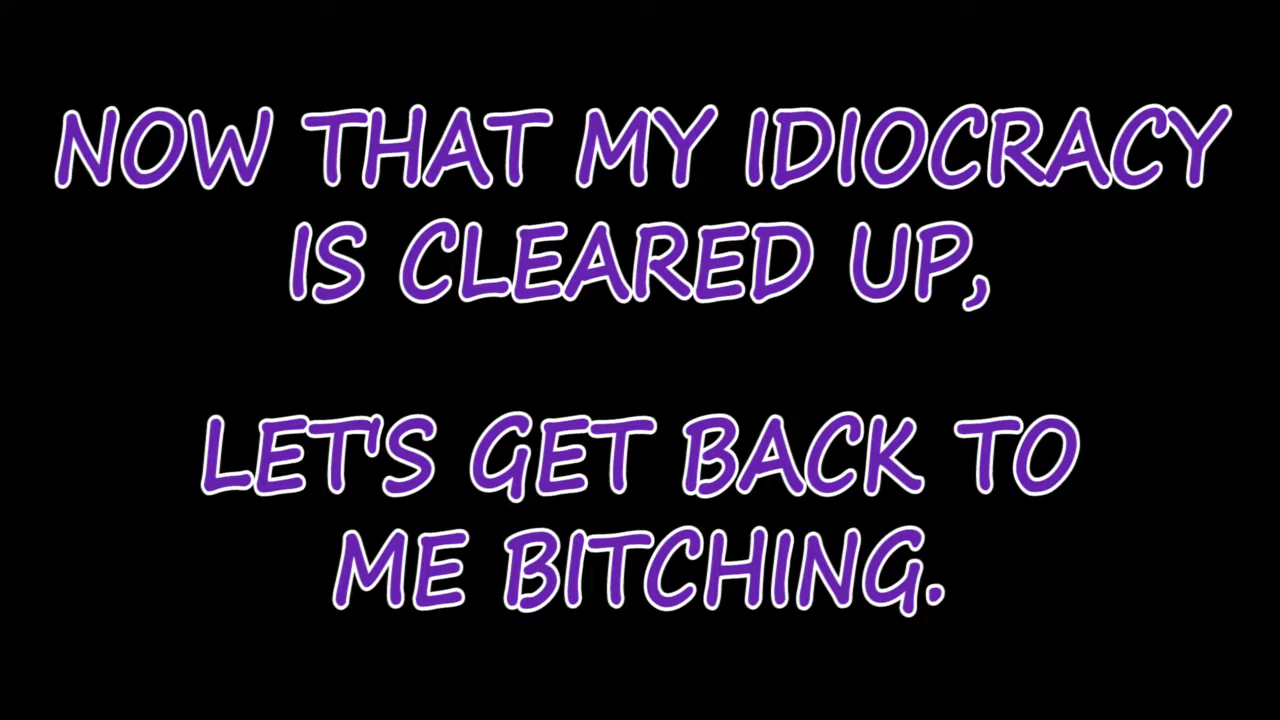 NOW THAT MY IDIOCRACY
IS CLEARED UP,
LET'S GET BACK TO
ME BITCHING.